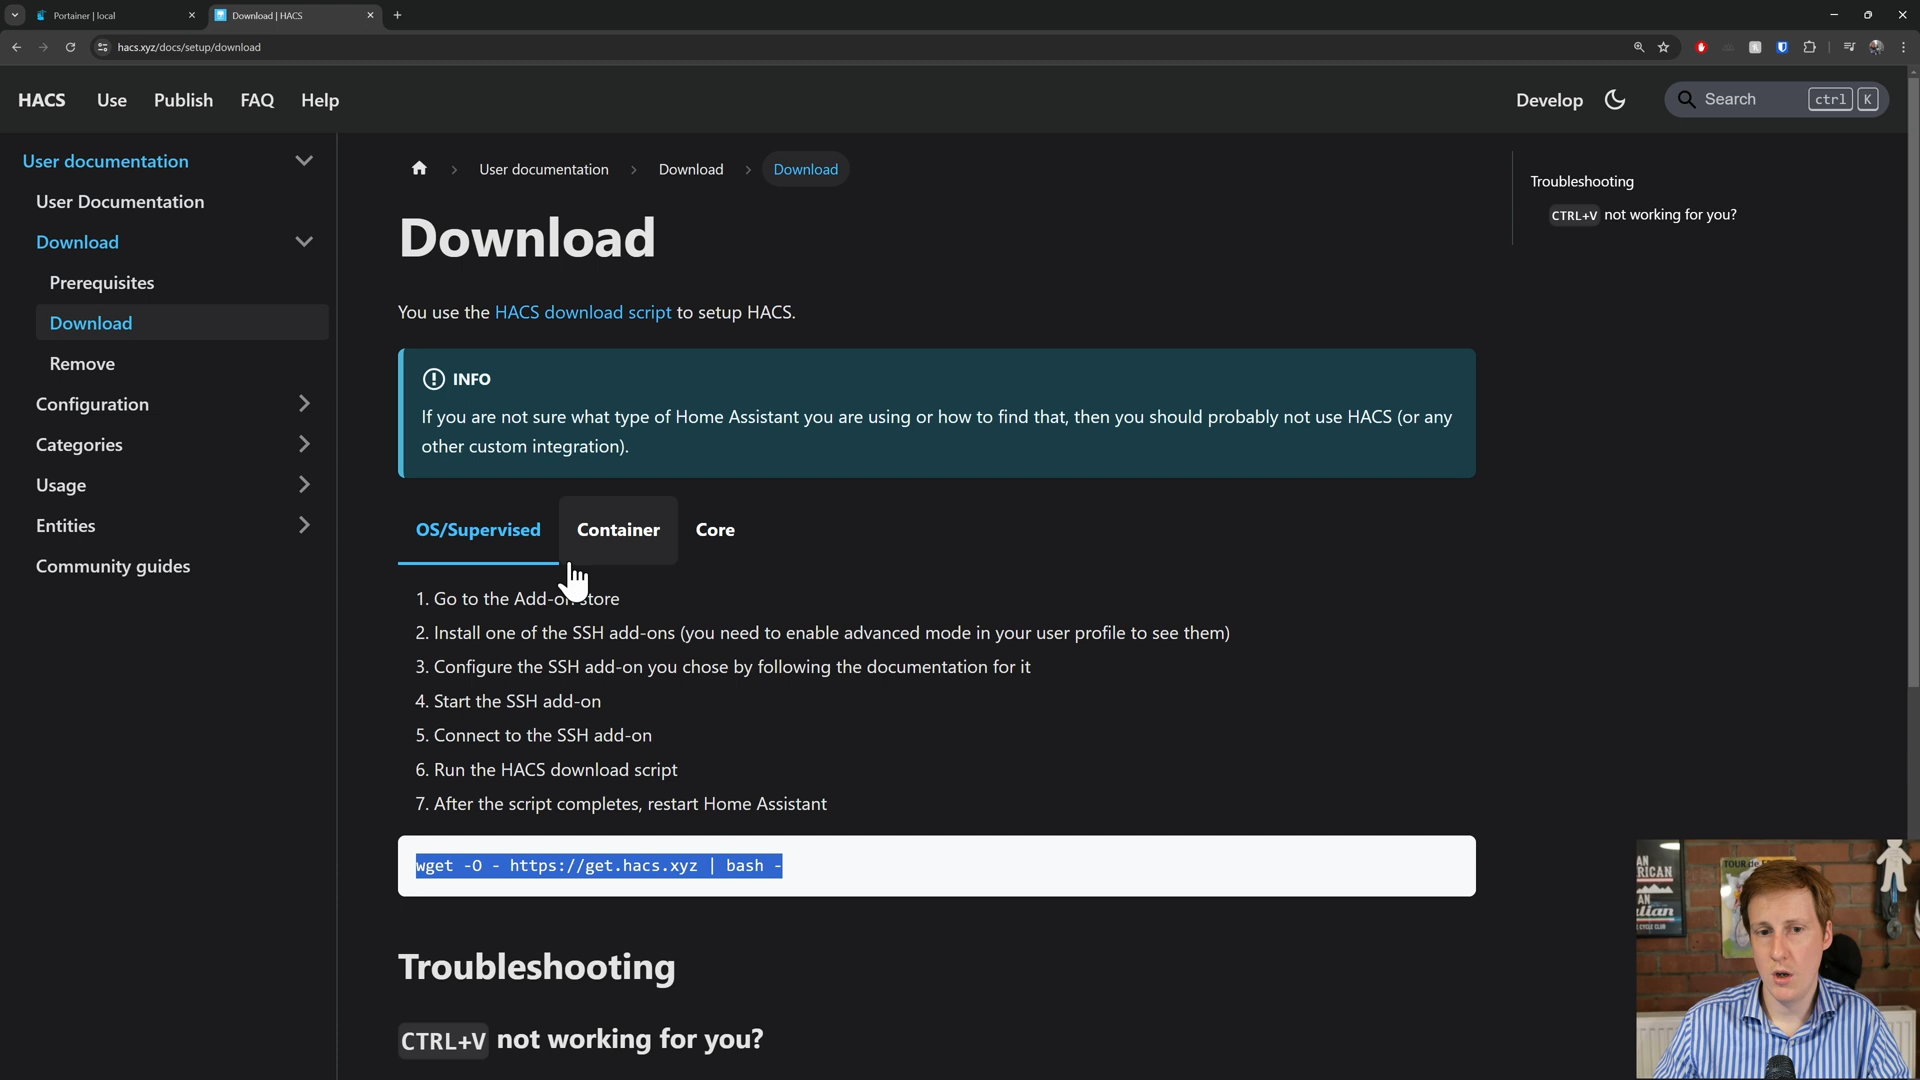 Portainer | local
Download | HACS
hacs.xyz/docs/setup/download
HACS
Use
Publish
FAQ
Help
Develop
Search
ctrl
K
User documentation
User Documentation
Download
Prerequisites
Download
Remove
Configuration
Categories
Usage
Entities
Community guides
User documentation
Download
Download
Download
You use the HACS download script to setup HACS.
INFO
If you are not sure what type of Home Assistant you are using or how to find that, then you should probably not use HACS (or any
other custom integration).
OS/Supervised
Container
Core
1. Go to the Add-on store
2. Install one of the SSH add-ons (you need to enable advanced mode in your user profile to see them)
3. Configure the SSH add-on you chose by following the documentation for it
4. Start the SSH add-on
5. Connect to the SSH add-on
6. Run the HACS download script
7. After the script completes, restart Home Assistant
wget -O - https://get.hacs.xyz | bash -
Troubleshooting
CTRL+V not working for you?
Troubleshooting
CTRL+V not working for you?
AN
RICAN
AN
TOUR de
CYCLE CLUB